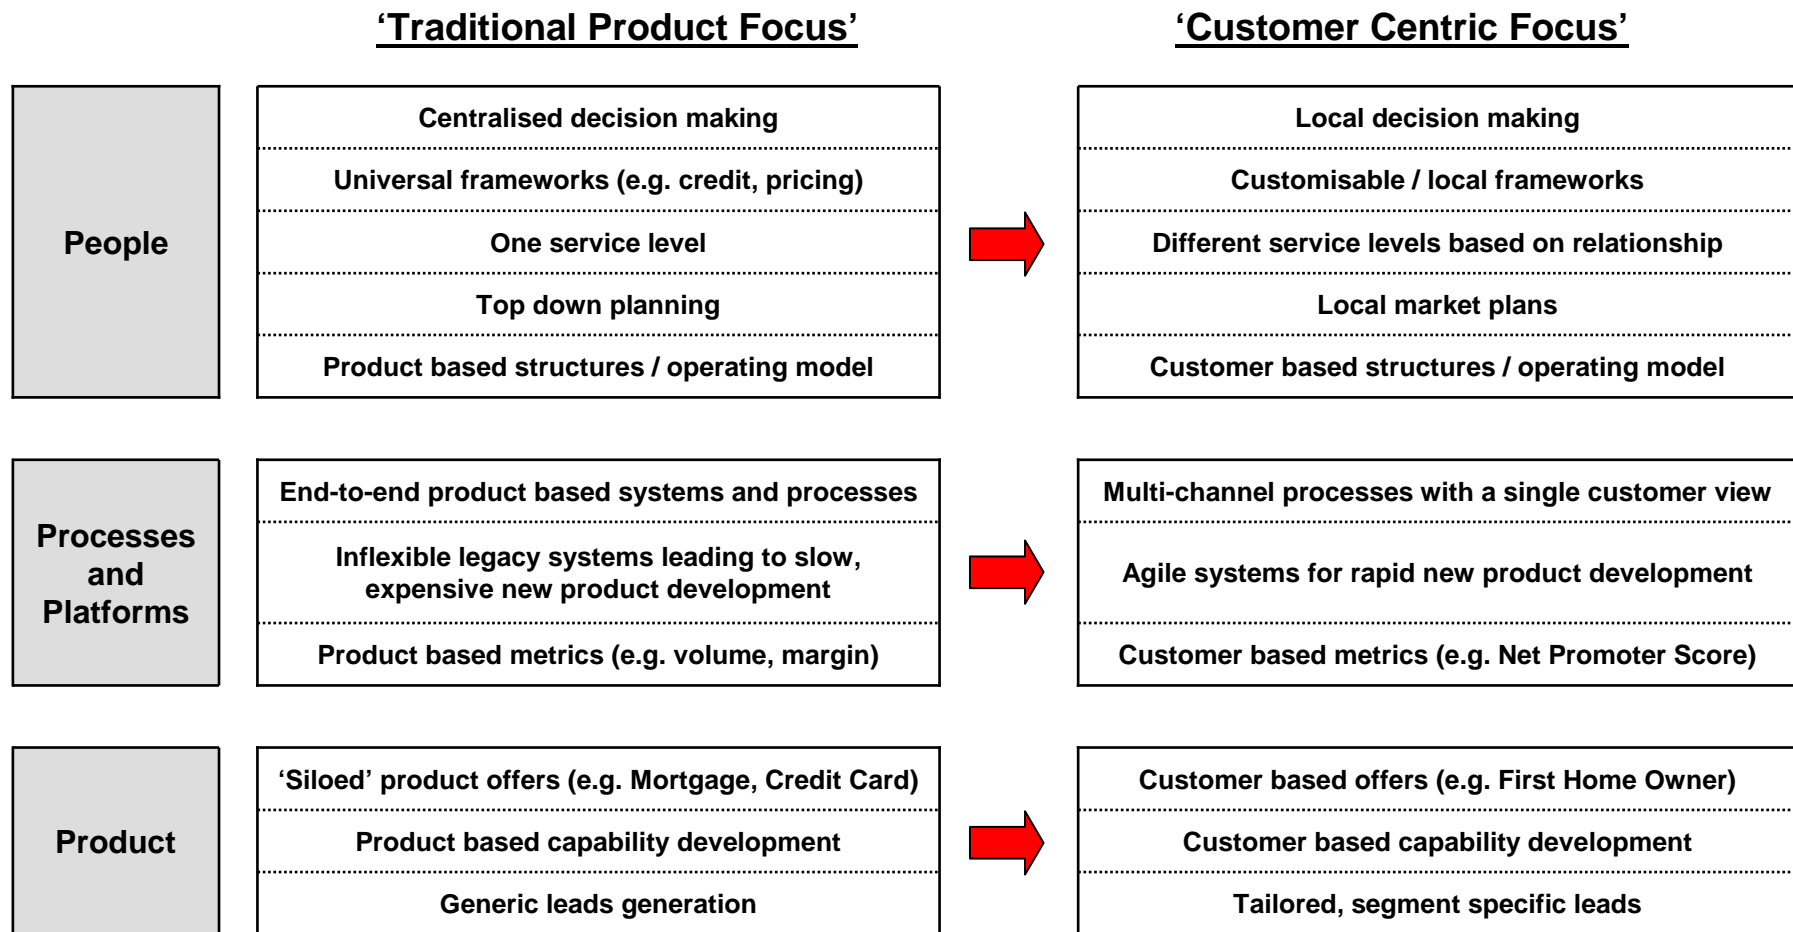 ‘Traditional Product Focus’
‘Customer Centric Focus’
People
Centralised decision making
Universal frameworks (e.g. credit, pricing)
One service level
Top down planning
Product based structures / operating model
Local decision making
Customisable / local frameworks
Different service levels based on relationship
Local market plans
Customer based structures / operating model
Processes
and
Platforms
End-to-end product based systems and processes
Inflexible legacy systems leading to slow,
expensive new product development
Product based metrics (e.g. volume, margin)
Multi-channel processes with a single customer view
Agile systems for rapid new product development
Customer based metrics (e.g. Net Promoter Score)
Product
‘Siloed’ product offers (e.g. Mortgage, Credit Card)
Product based capability development
Generic leads generation
Customer based offers (e.g. First Home Owner)
Customer based capability development
Tailored, segment specific leads